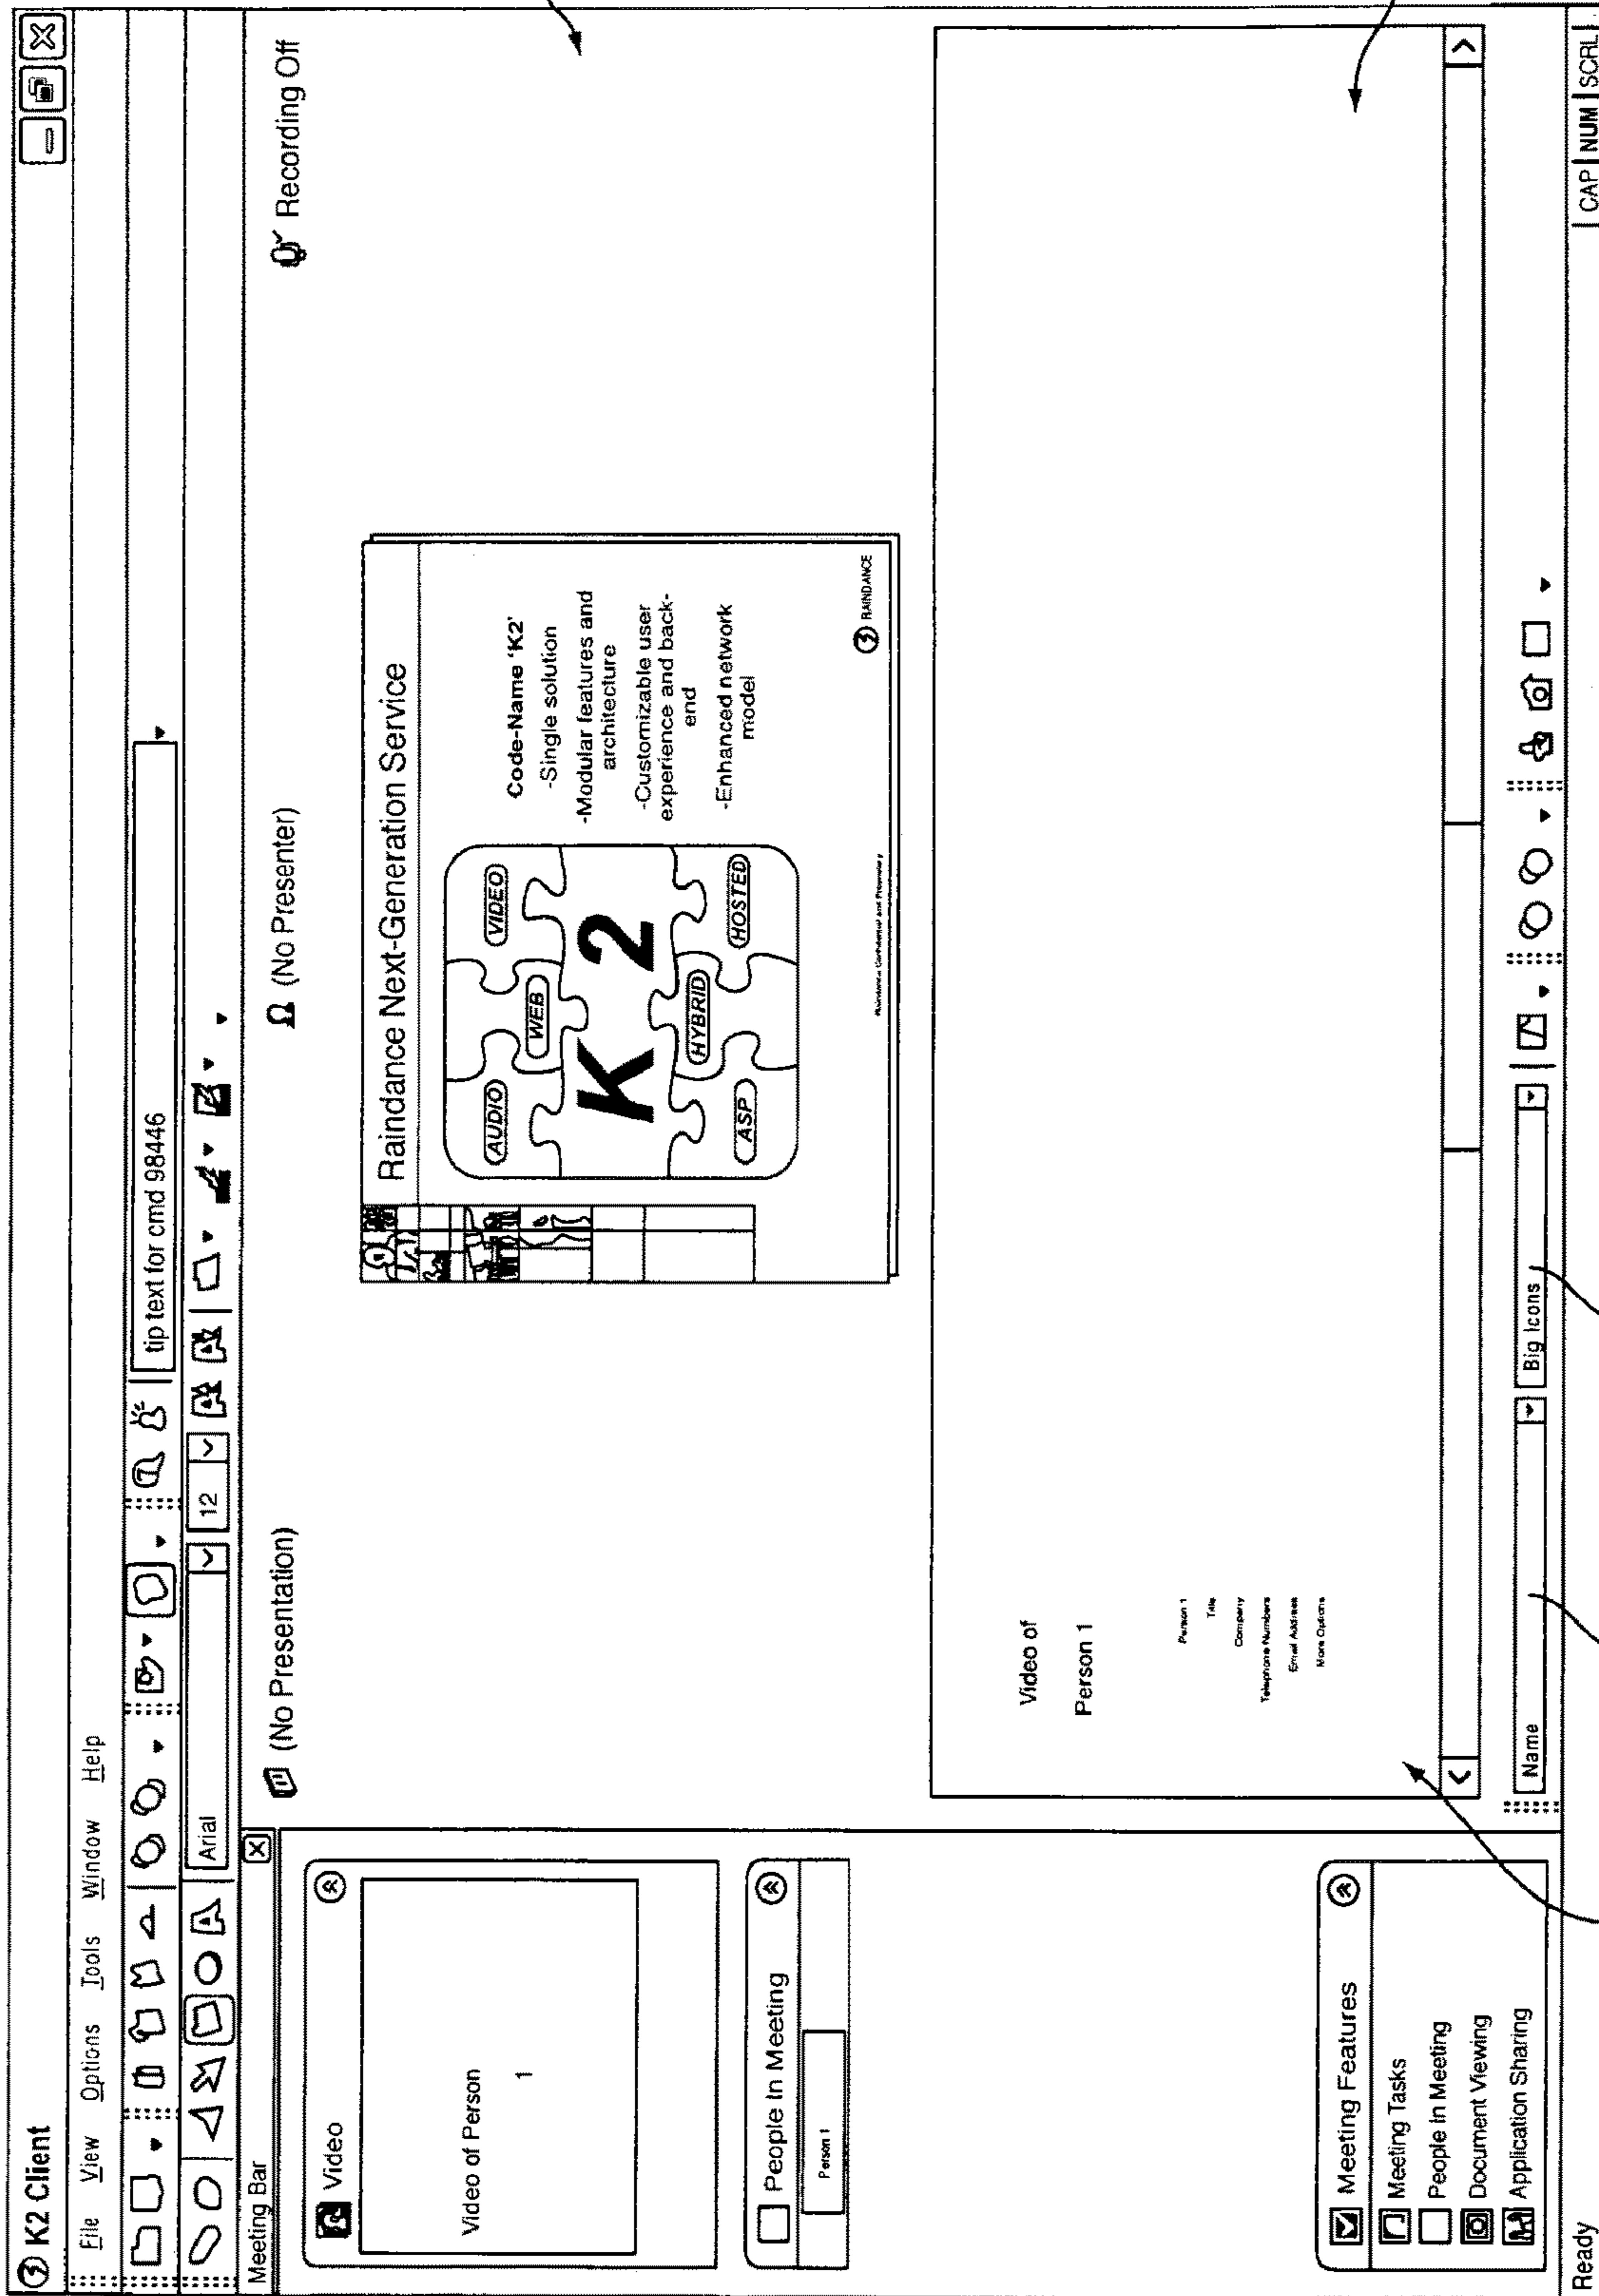 K2 Client
File View Options Tools Window Help
tip text for cmd 98446
Arial 12
Meeting Bar
(No Presentation) (No Presenter) Recording Off
Video
Video of Person
1
People In Meeting
Person 1
Meeting Features
Meeting Tasks
People In Meeting
Document Viewing
Application Sharing
Raindance Next-Generation Service
AUDIO
WEB
VIDEO
K 2
ASP
HYBRID
HOSTED
Code-Name 'K2'
-Single solution
-Modular features and
architecture
-Customizable user
experience and back-
end
-Enhanced network
model
Raindance Confidential and Proprietary
RAINDANCE
Video of
Person 1
Person 1
Title
Company
Telephone Numbers
Email Address
More Options
Name Big Icons
Ready CAP NUM SCRL